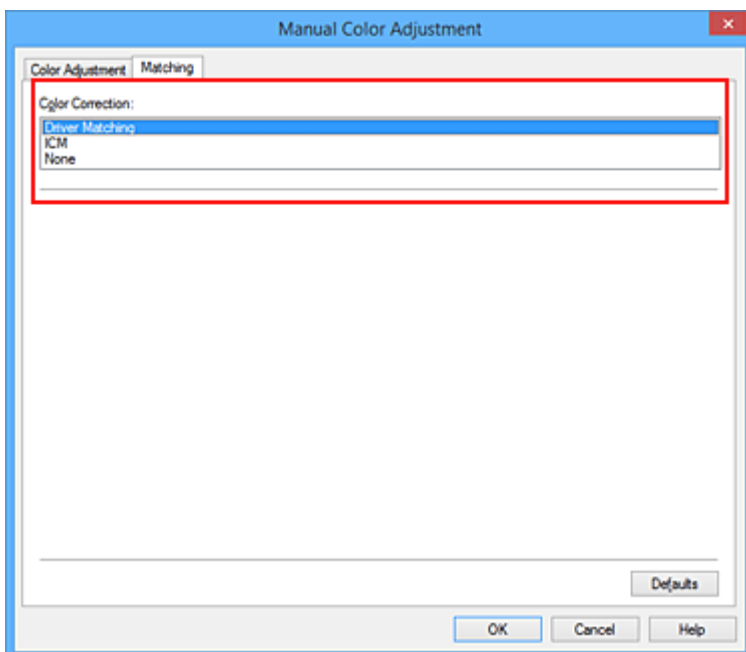 Manual Color Adjustment
Color Adjustment Matching
Color Correction:
Driver Matching
ICM
None
Defaults
OK Cancel Help